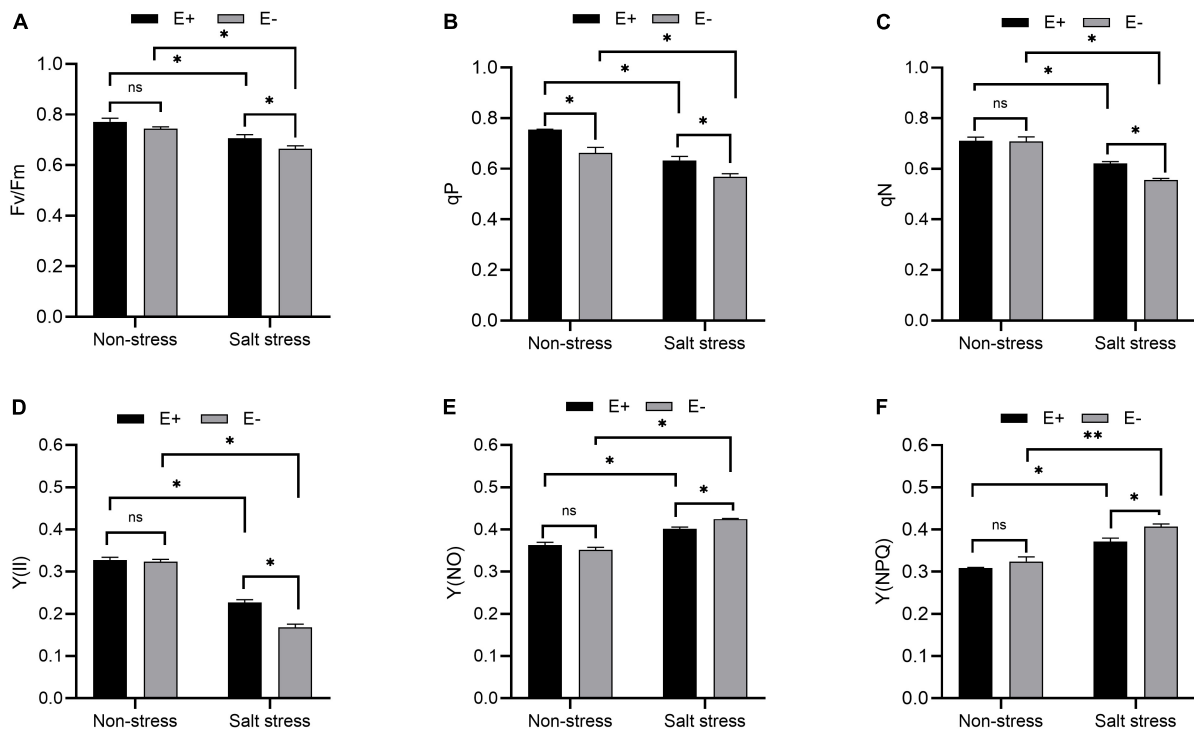 A E+ E-
* * ns *
Fv/Fm
1.0
0.8
0.6
0.4
0.2
0.0
Non-stress Salt stress
B E+ E-
* * * *
qP
1.0
0.8
0.6
0.4
0.2
0.0
Non-stress Salt stress
C E+ E-
* * ns *
qN
1.0
0.8
0.6
0.4
0.2
0.0
Non-stress Salt stress
D E+ E-
* * ns *
Y(II)
0.6
0.5
0.4
0.3
0.2
0.1
0.0
Non-stress Salt stress
E E+ E-
* * * ns
Y(NO)
0.6
0.5
0.4
0.3
0.2
0.1
0.0
Non-stress Salt stress
F E+ E-
** * * ns
Y(NPQ)
0.6
0.5
0.4
0.3
0.2
0.1
0.0
Non-stress Salt stress